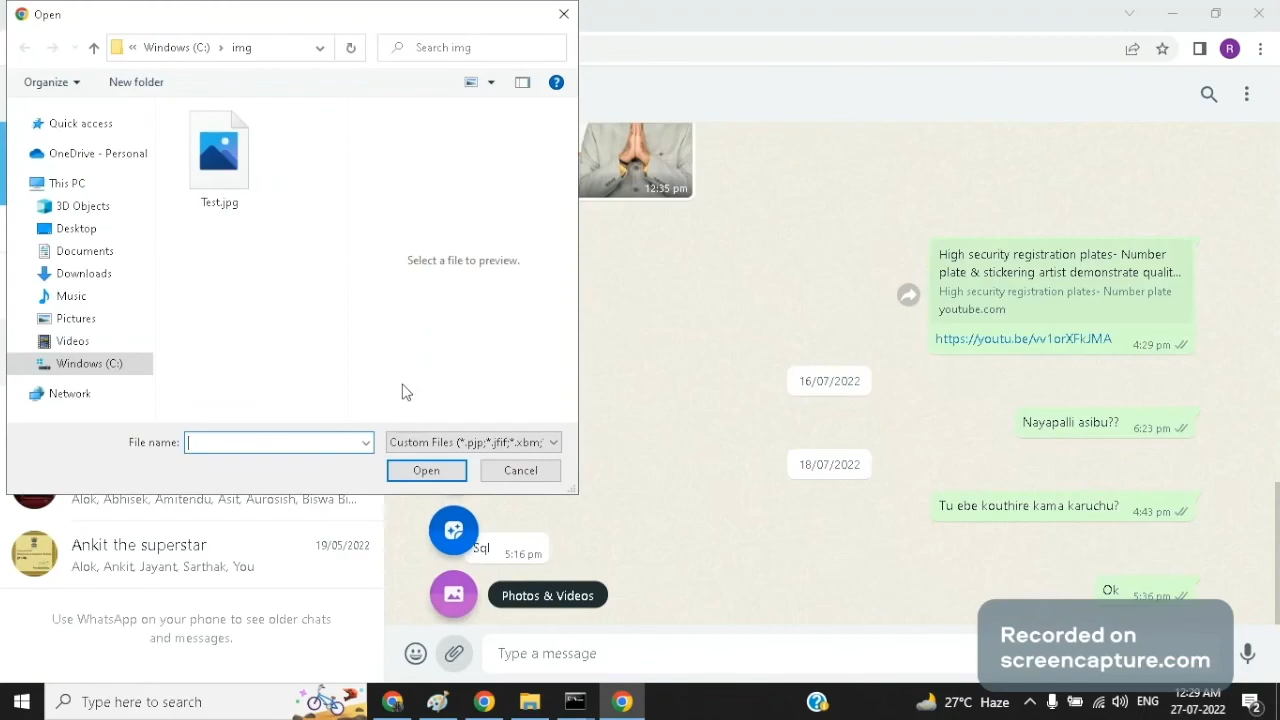 Open
« Windows (C:) › img
Search img
R
Organize
New folder
?
Quick access
OneDrive - Personal
This PC
3D Objects
Desktop
Documents
Downloads
Music
Pictures
Videos
Windows (C:)
Network
Test.jpg
Select a file to preview.
File name:
Custom Files (*.pjp;*.jfif;*.xbm;
Open
Cancel
12:35 pm
High security registration plates- Number
plate & stickering artist demonstrate qualit...
High security registration plates- Number plate
youtube.com
https://youtu.be/vv1orXFkJMA
4:29 pm
16/07/2022
Nayapalli asibu??
6:23 pm
18/07/2022
Tu ebe kouthire kama karuchu?
4:43 pm
Sql
5:16 pm
Ok
5:36 pm
Alok, Abhisek, Amitendu, Asit, Aurosish, Biswa Bi...
Ankit the superstar
19/05/2022
Alok, Ankit, Jayant, Sarthak, You
Use WhatsApp on your phone to see older chats
and messages.
Photos & Videos
Type a message
Recorded on
screencapture.com
Type here to search
27°C Haze
ENG
12:29 AM
27-07-2022
2